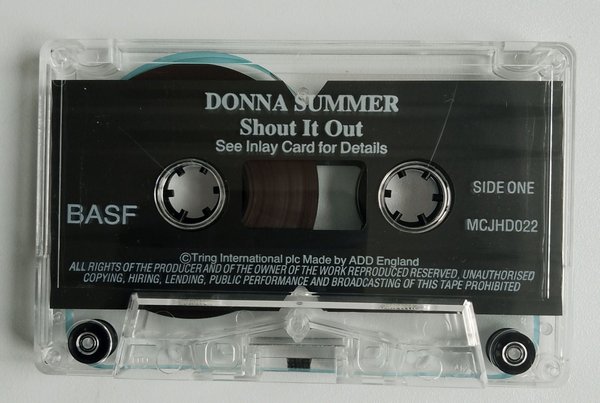 DONNA SUMMER
Shout It Out
See Inlay Card for Details
SIDE ONE
BASF
MCJHD022
©Tring International plc Made by ADD England
ALL RIGHTS OF THE PRODUCER AND OF THE OWNER OF THE WORK REPRODUCED RESERVED, UNAUTHORISED
COPYING, HIRING, LENDING, PUBLIC PERFORMANCE AND BROADCASTING OF THIS TAPE PROHIBITED